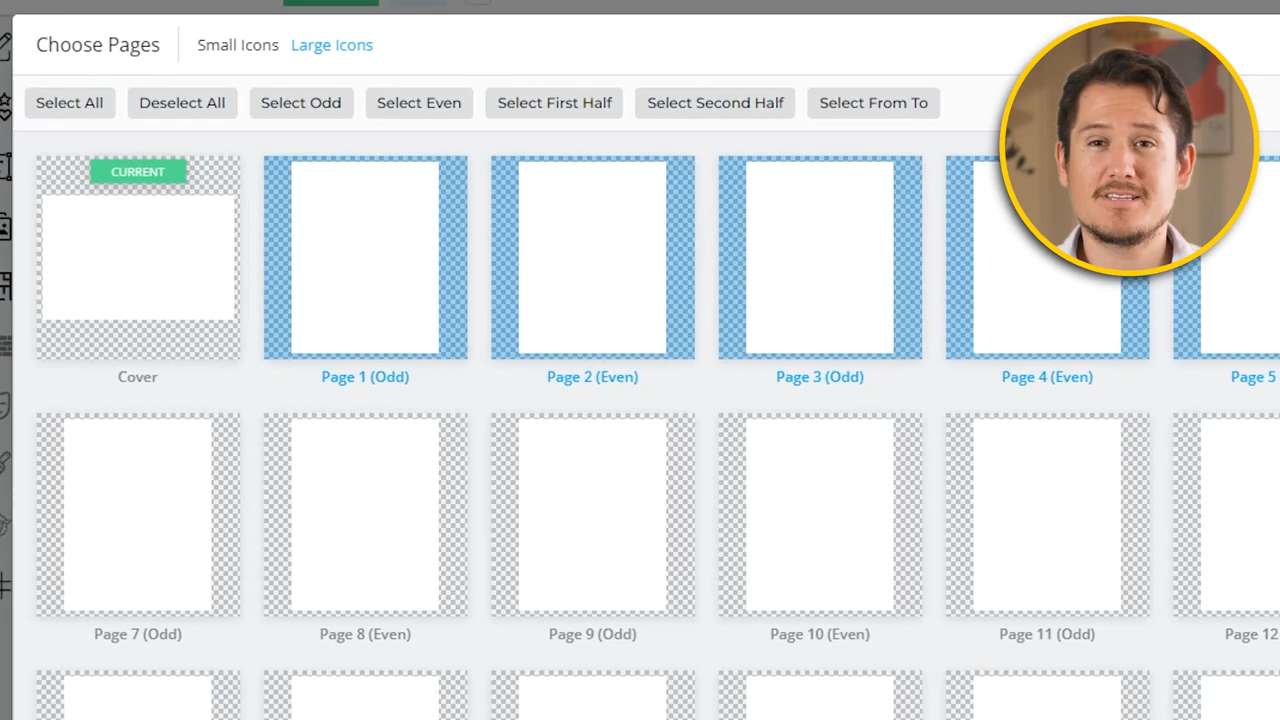 Choose Pages
Small Icons Large Icons
Select All Deselect All Select Odd Select Even Select First Half Select Second Half Select From To
CURRENT
Cover Page 1 (Odd) Page 2 (Even) Page 3 (Odd) Page 4 (Even) Page 5
Page 7 (Odd) Page 8 (Even) Page 9 (Odd) Page 10 (Even) Page 11 (Odd) Page 12